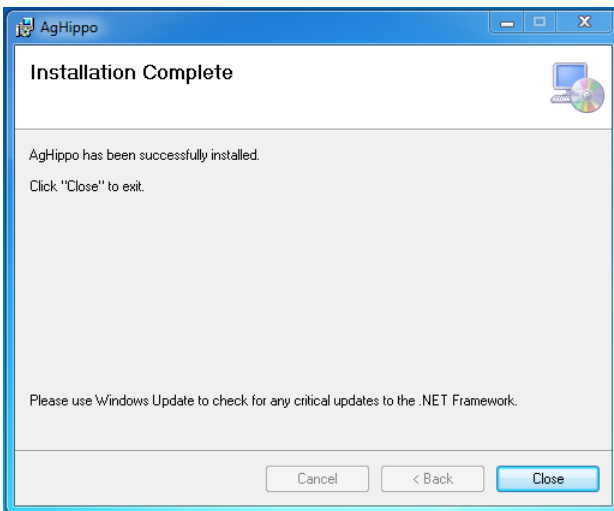 AgHippo
Installation Complete
AgHippo has been successfully installed.
Click "Close" to exit.
Please use Windows Update to check for any critical updates to the .NET Framework.
Cancel
< Back
Close